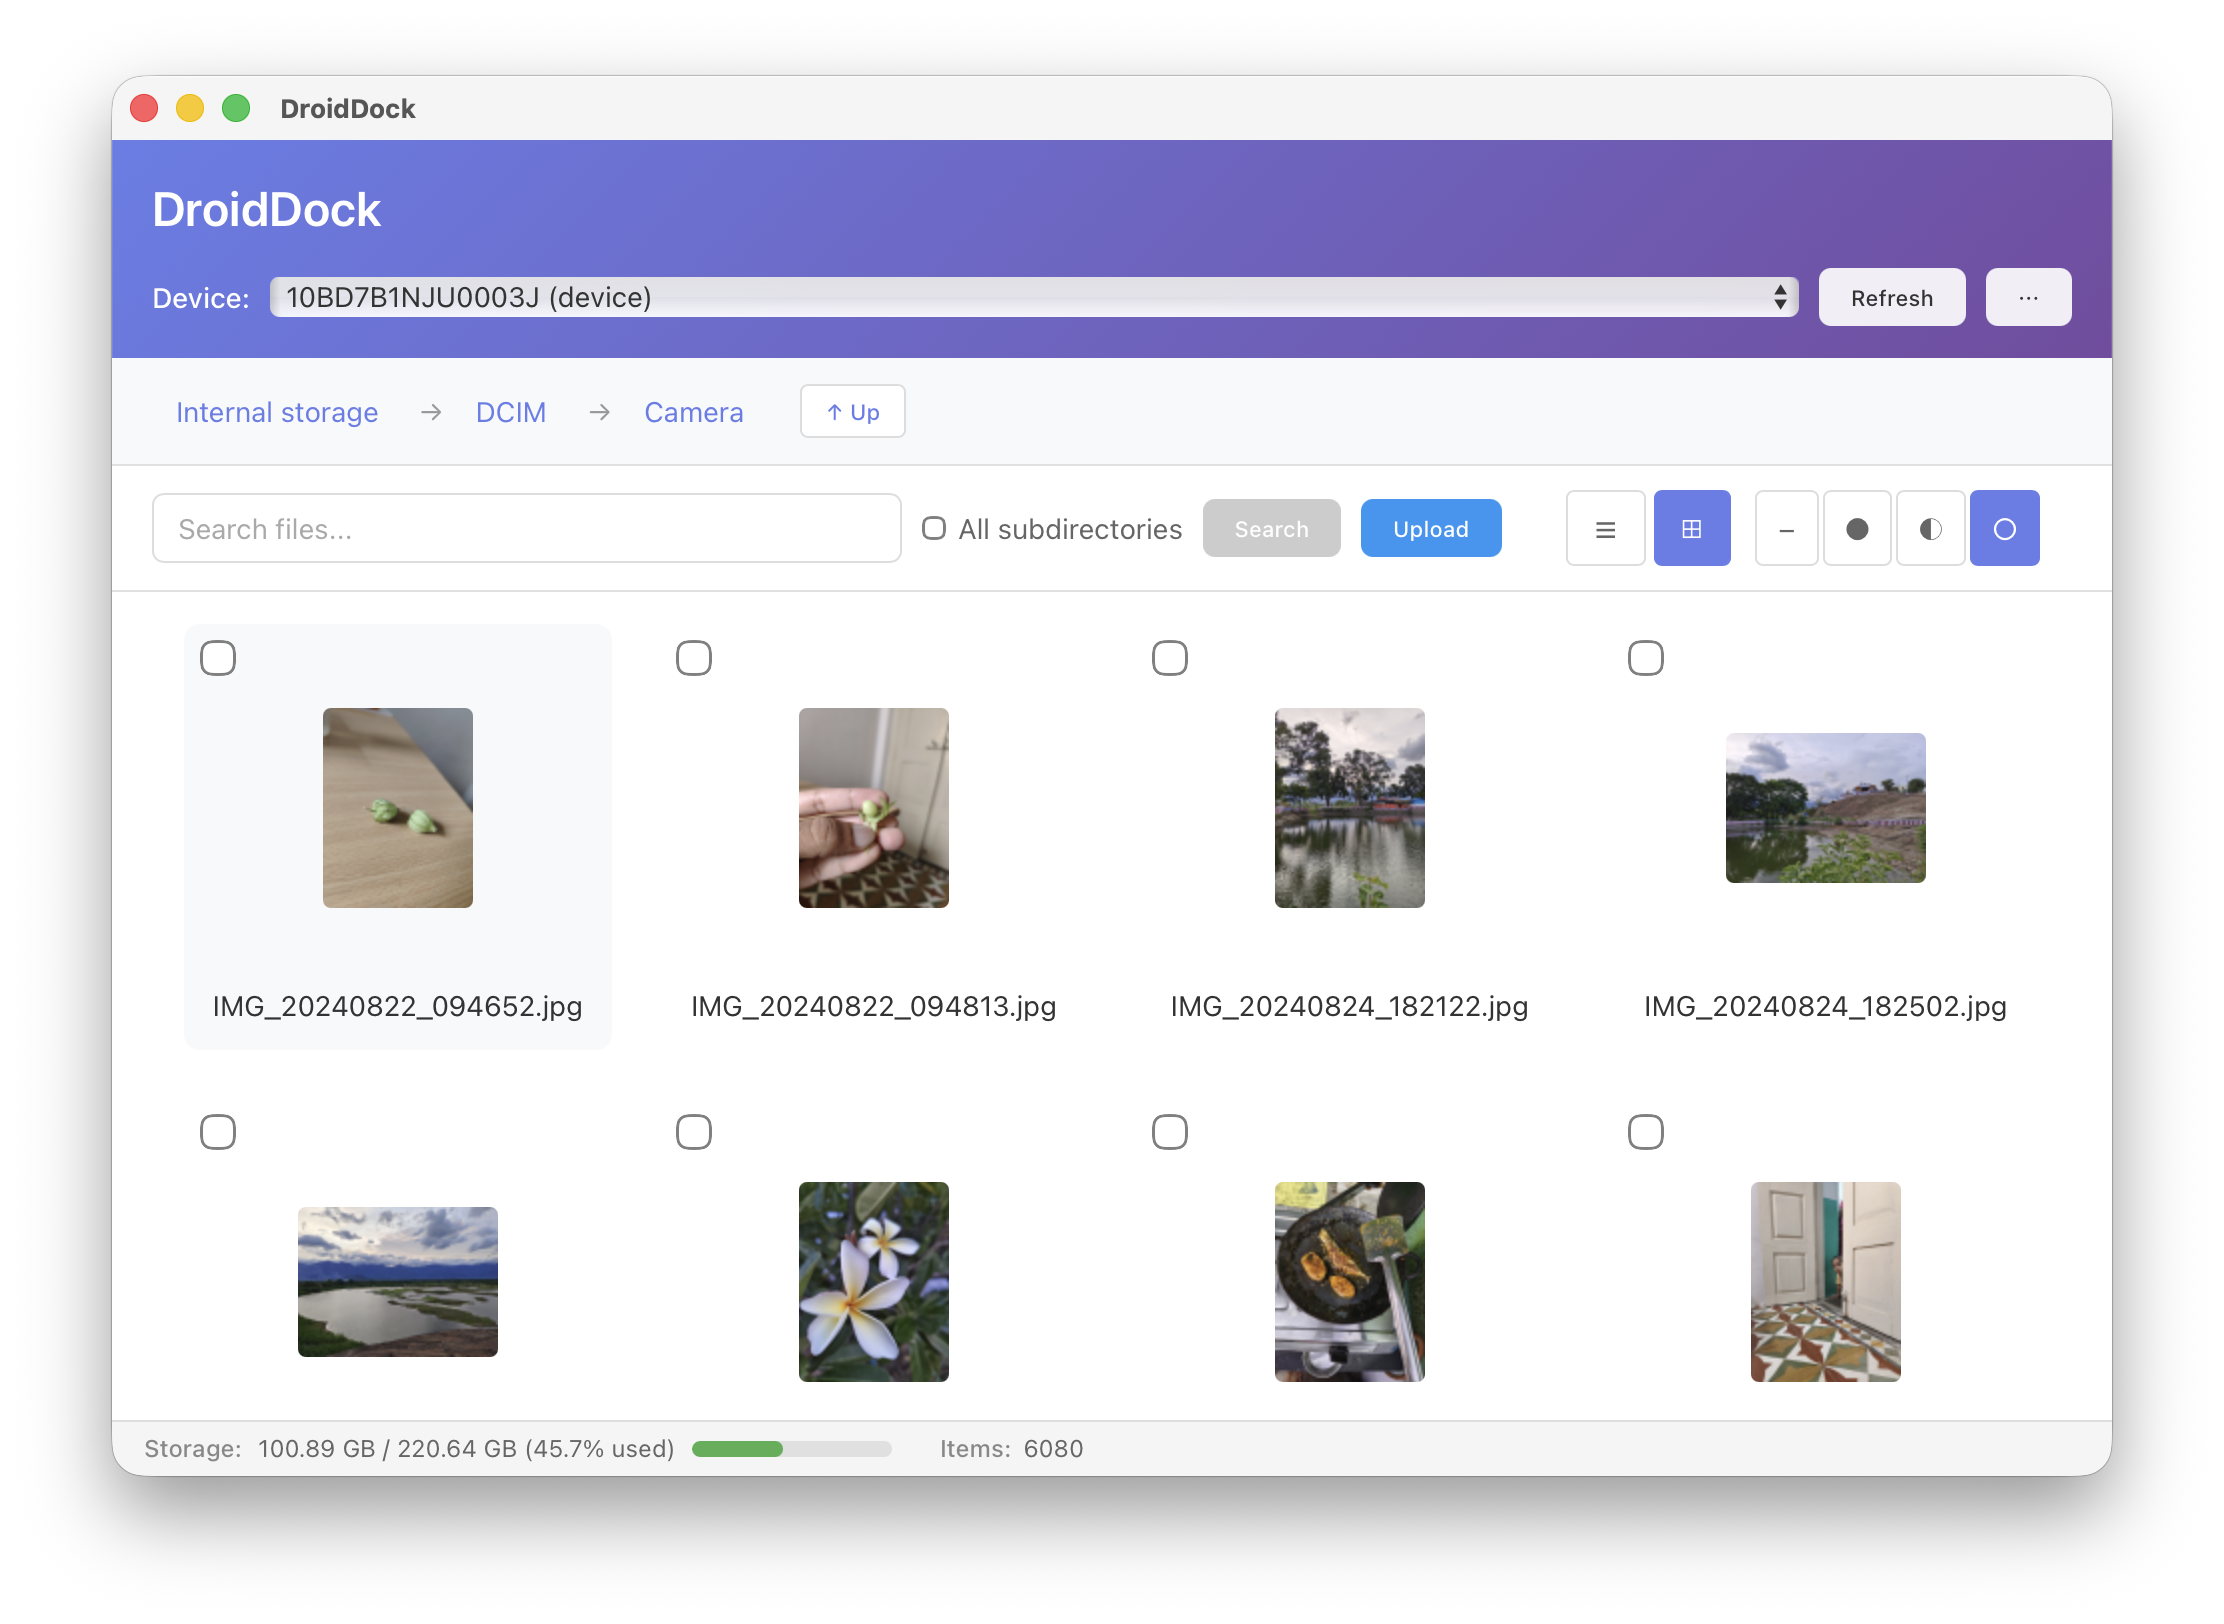 DroidDock
DroidDock
Device: 10BD7B1NJU0003J (device) Refresh ...
Internal storage → DCIM → Camera ↑ Up
Search files... All subdirectories Search Upload
IMG_20240822_094652.jpg IMG_20240822_094813.jpg IMG_20240824_182122.jpg IMG_20240824_182502.jpg
Storage: 100.89 GB / 220.64 GB (45.7% used) Items: 6080